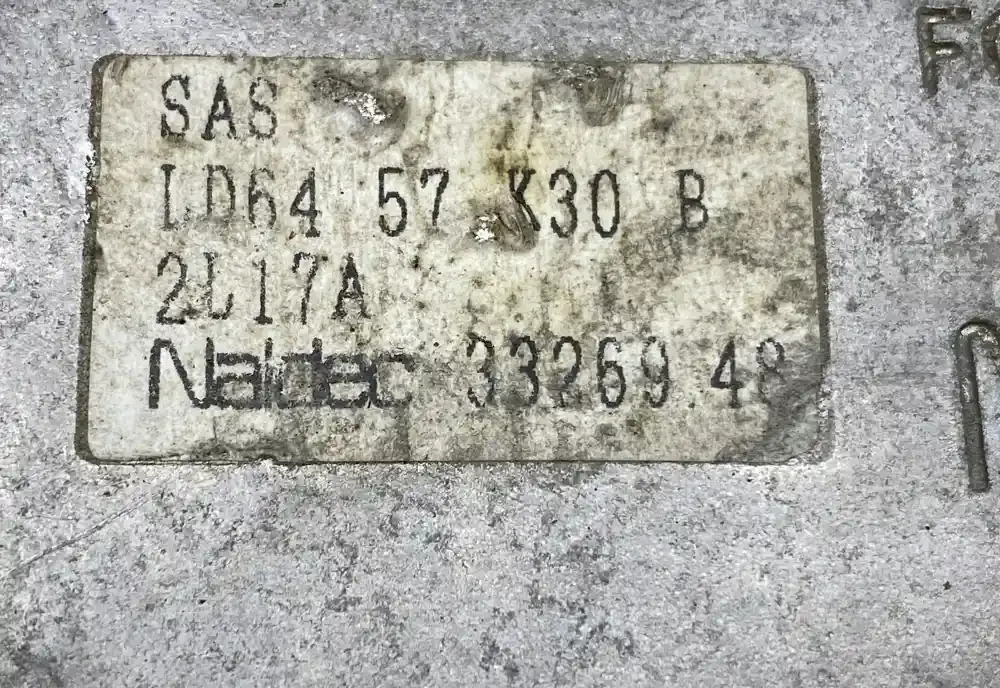 SAS
LD64 57 K30 B
2L17A
Naldec 33269.48